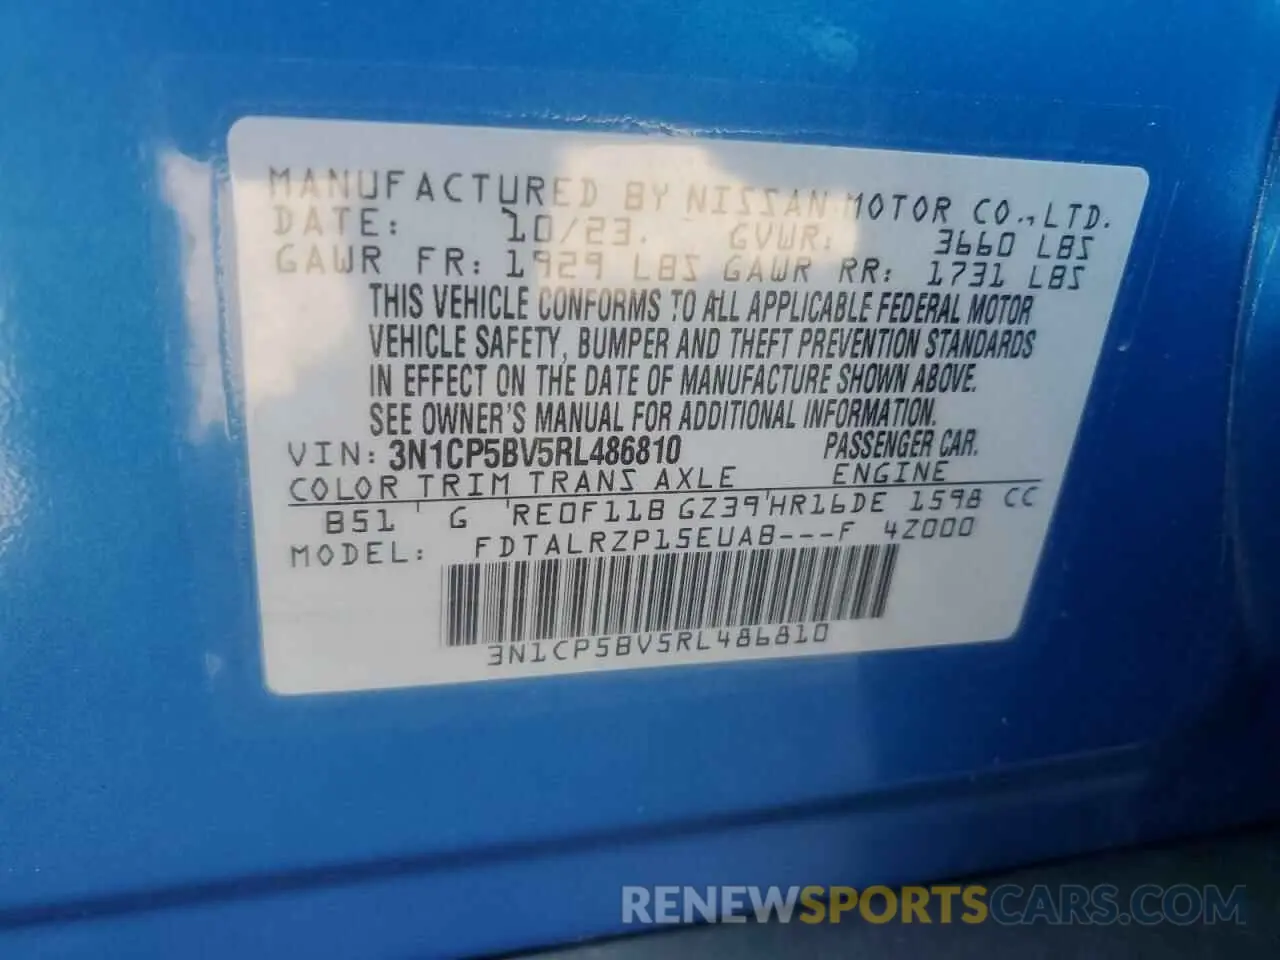 MANUFACTURED BY NISSAN MOTOR CO.,LTD.
DATE: 10/23. GVWR: 3660 LBS
GAWR FR: 1929 LBS GAWR RR: 1731 LBS
THIS VEHICLE CONFORMS TO ALL APPLICABLE FEDERAL MOTOR
VEHICLE SAFETY, BUMPER AND THEFT PREVENTION STANDARDS
IN EFFECT ON THE DATE OF MANUFACTURE SHOWN ABOVE.
SEE OWNER'S MANUAL FOR ADDITIONAL INFORMATION.
VIN: 3N1CP5BV5RL486810 PASSENGER CAR.
COLOR TRIM TRANS AXLE ENGINE
B51 ' G 'RE0F11B GZ39'HR16DE 1598 CC
MODEL: FDTALRZP15EUAB---F 4Z000
3N1CP5BV5RL486810
RENEWSPORTSCARS.COM